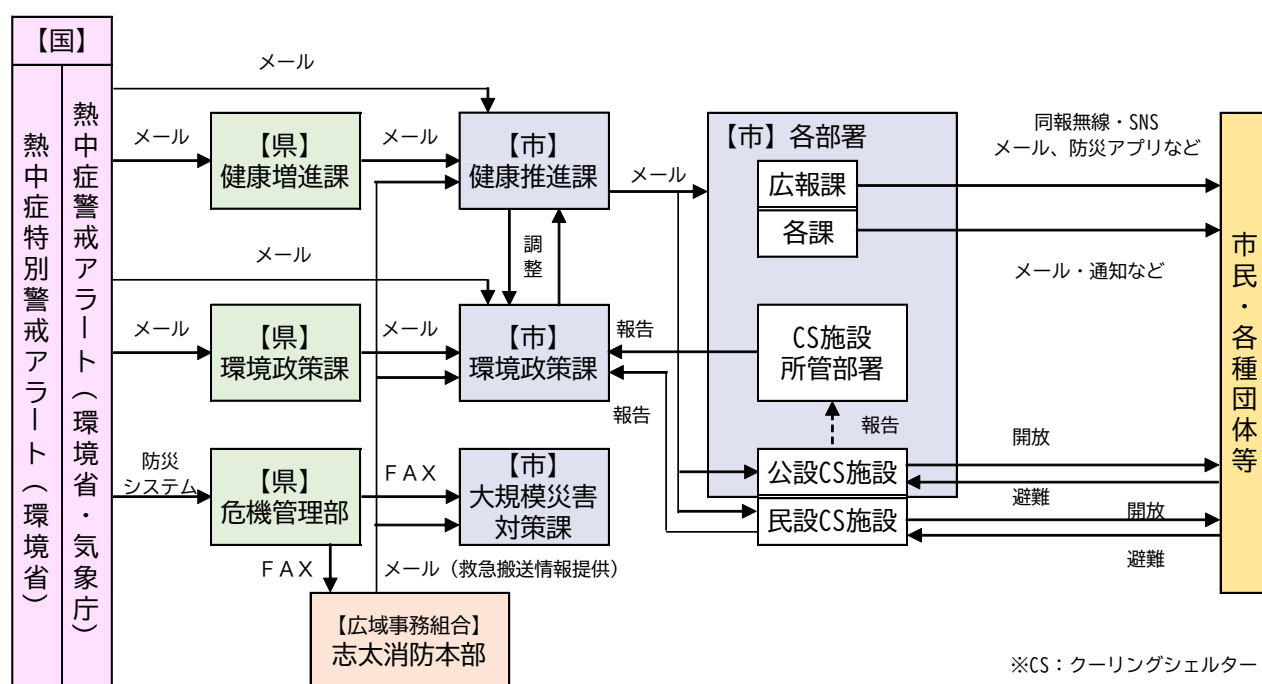 【国】
熱中症特別警戒アラート（環境省）
熱中症警戒アラート（環境省・気象庁）
メール
メール
【県】
健康増進課
メール
【市】
健康推進課
メール
調整
メール
メール
【県】
環境政策課
メール
【市】
環境政策課
報告
報告
防災
システム
【県】
危機管理部
ＦＡＸ
【市】
大規模災害
対策課
ＦＡＸ
メール（救急搬送情報提供）
【広域事務組合】
志太消防本部
【市】各部署
広報課
各課
CS施設
所管部署
報告
公設CS施設
民設CS施設
同報無線・SNS
メール、防災アプリなど
メール・通知など
開放
避難
開放
避難
市民・各種団体等
※CS：クーリングシェルター